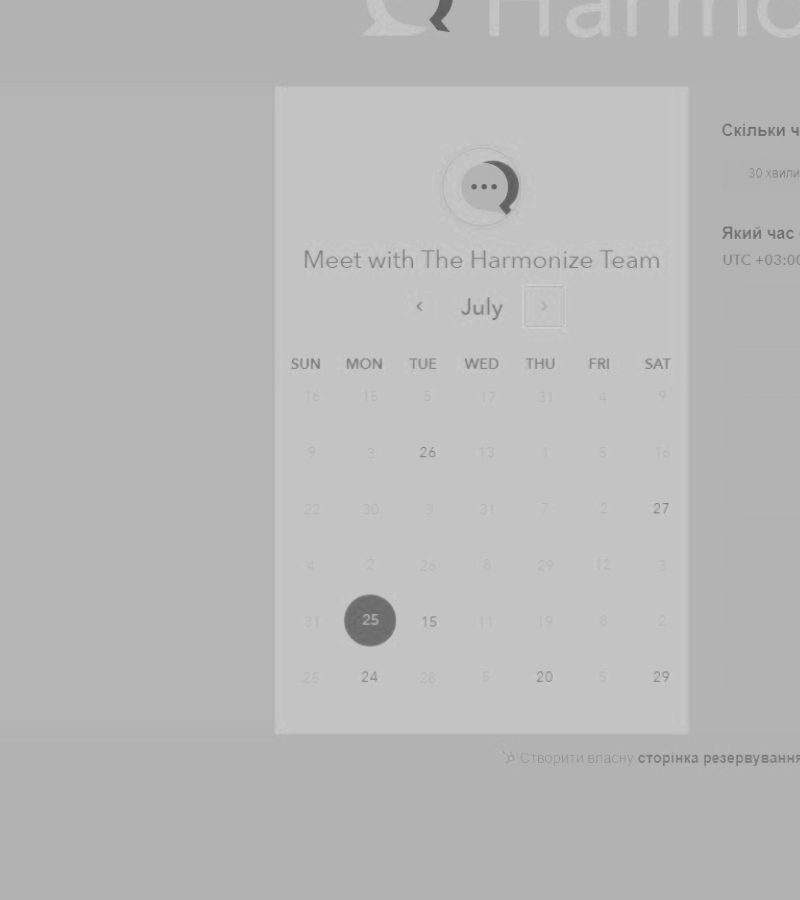 Harmo
Скільки ч
30 хвили
Meet with The Harmonize Team
Який час
UTC +03:00
‹ July ›
SUN MON TUE WED THU FRI SAT
16 15 5 17 31 4 9
9 3 26 13 1 5 16
22 30 3 31 7 2 27
4 2 26 8 29 12 3
31 25 15 11 19 8 2
25 24 28 5 20 5 29
Створити власну сторінка резервування